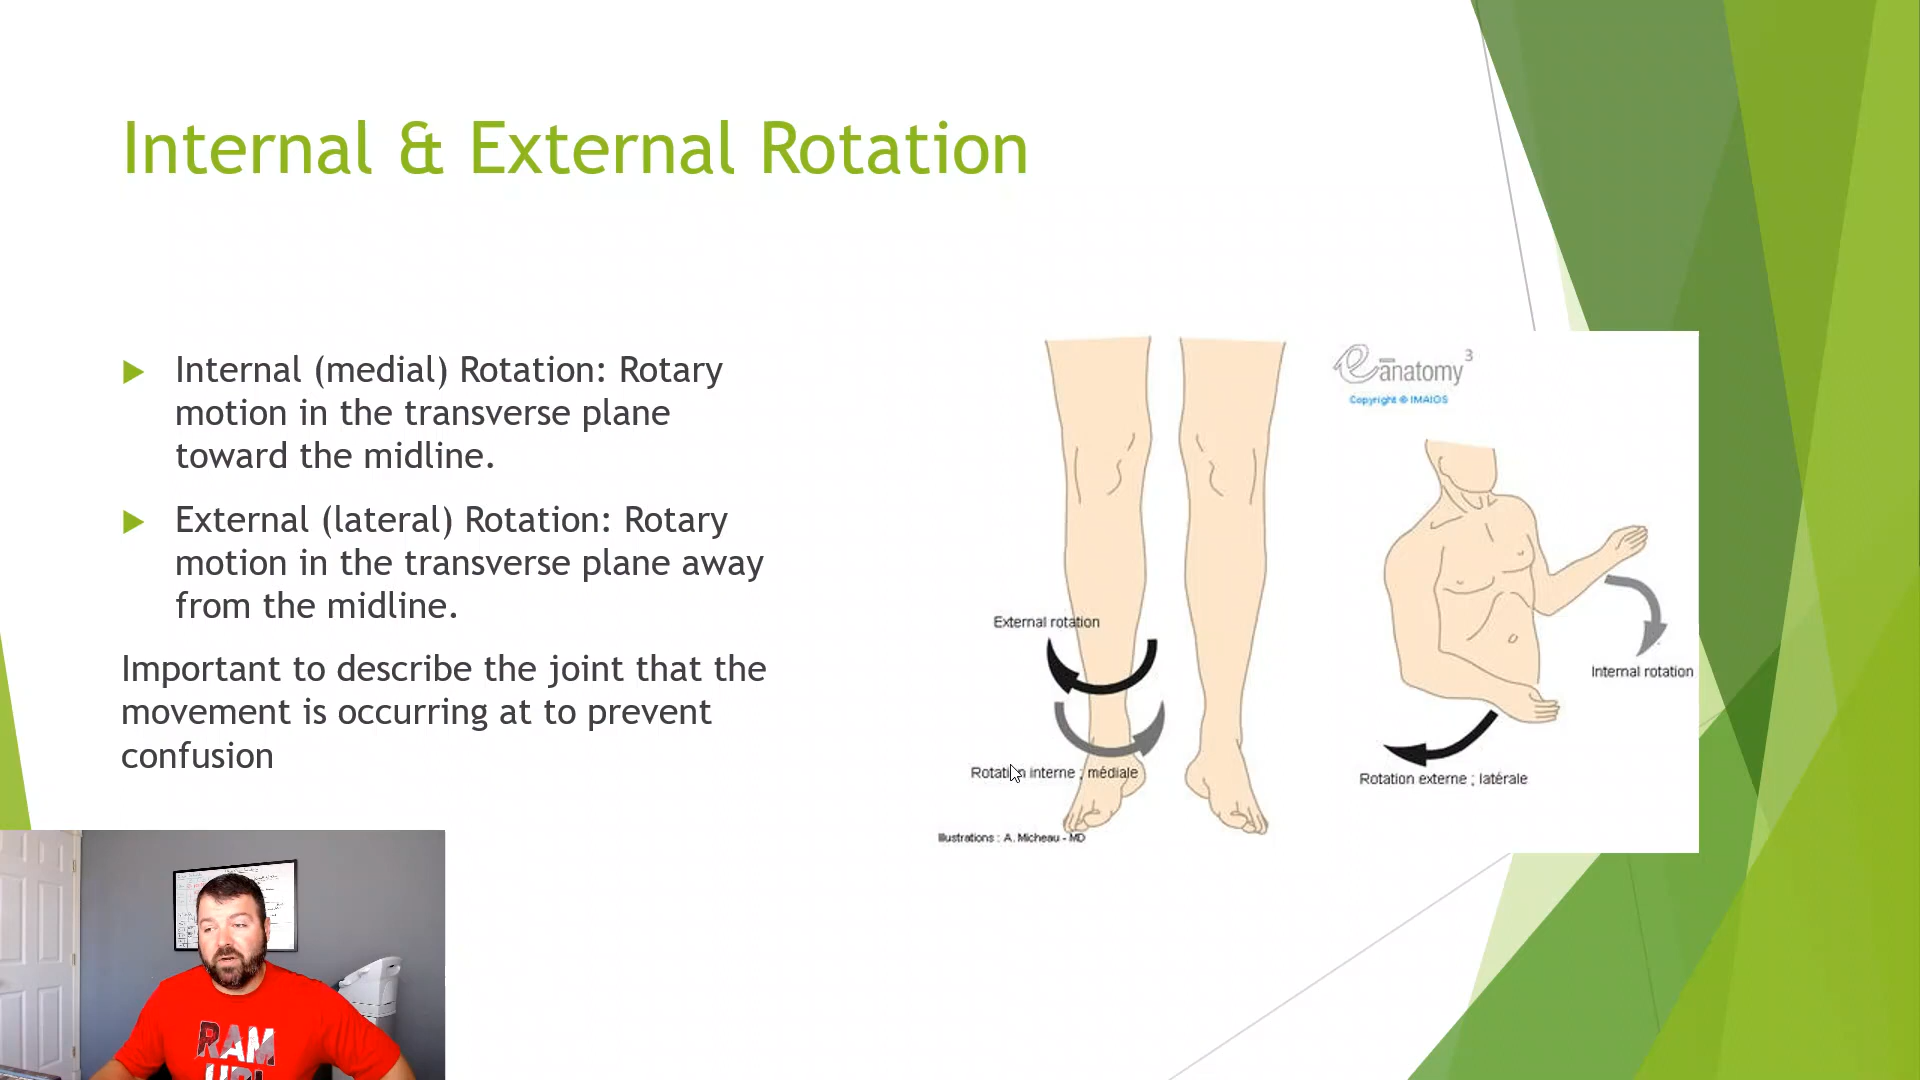 Internal & External Rotation
Internal (medial) Rotation: Rotary
motion in the transverse plane
toward the midline.
External (lateral) Rotation: Rotary
motion in the transverse plane away
from the midline.
Important to describe the joint that the
movement is occurring at to prevent
confusion
e-anatomy 3
Copyright © IMAIOS
External rotation
Rotation interne ; médiale
Internal rotation
Rotation externe ; latérale
Illustrations : A. Micheau - MD
RAM